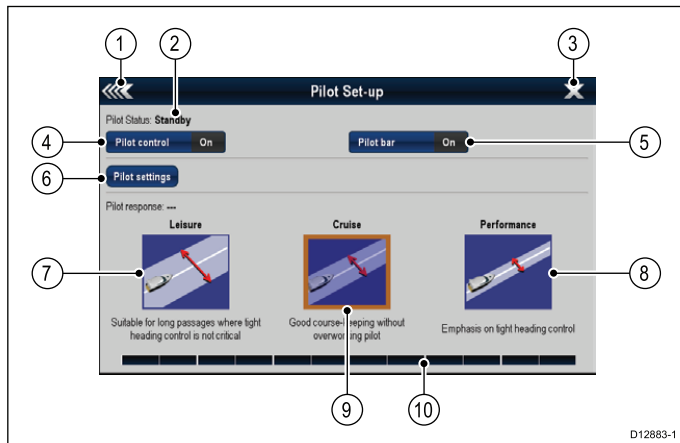 1
2
3
Pilot Set-up
Pilot Status: Standby
4
Pilot control On
Pilot bar On
5
6
Pilot settings
Pilot response: ---
Leisure
Cruise
Performance
7
8
Suitable for long passages where tight
heading control is not critical
Good course-keeping without
overworking pilot
Emphasis on tight heading control
9
10
D12883-1